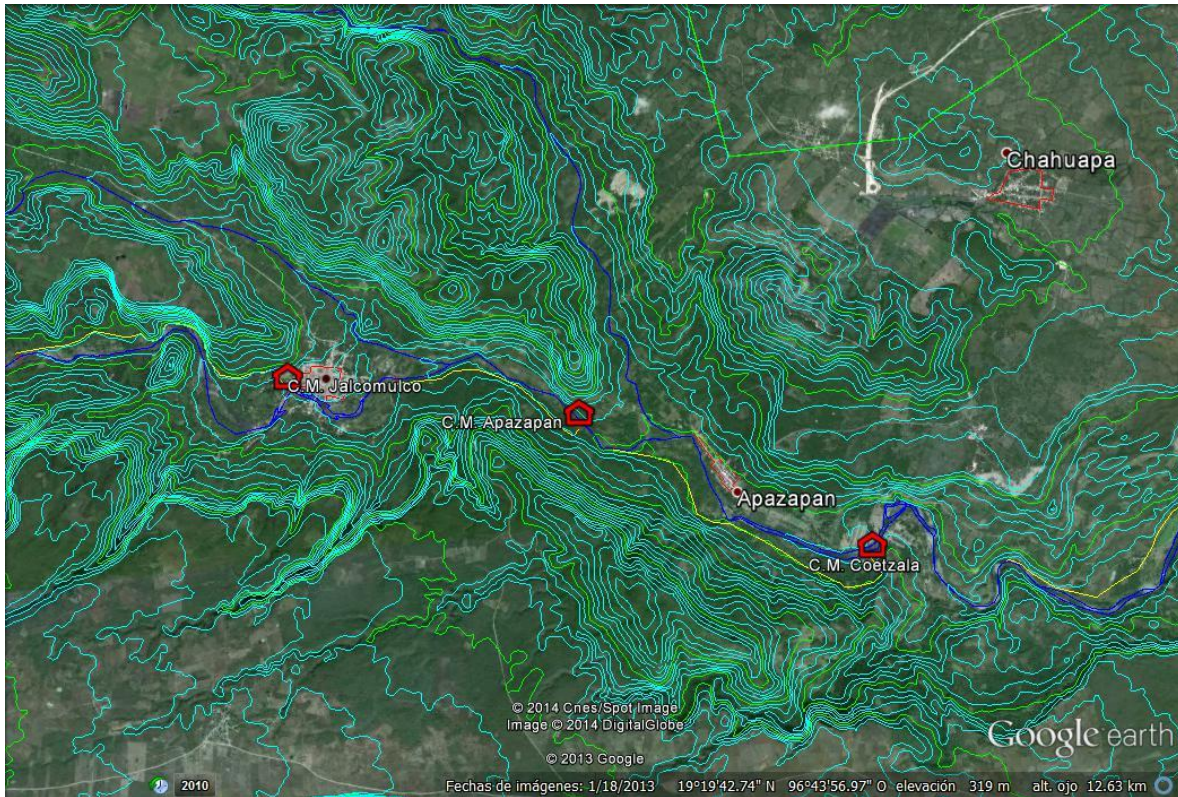 Chahuapa
C.M. Jalcomulco
C.M. Apazapan
Apazapan
C.M. Coetzala
© 2014 Cnes/Spot Image
Image © 2014 DigitalGlobe
© 2013 Google
Google earth
2010
Fechas de imágenes: 1/18/2013 19°19'42.74" N 96°43'56.97" O elevación 319 m alt. ojo 12.63 km